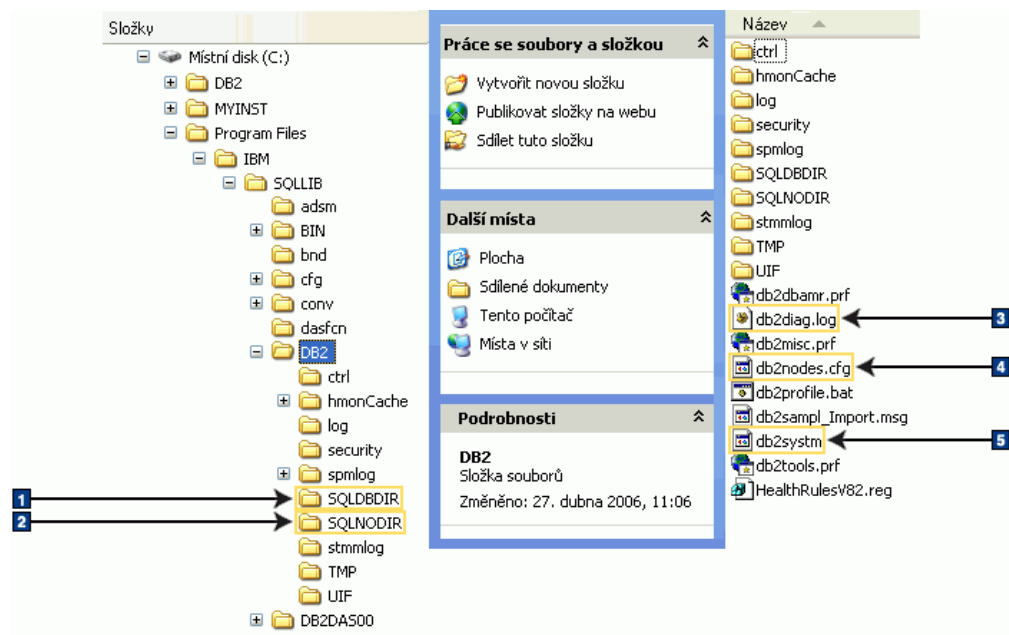 Složky
Místní disk (C:)
DB2
MYINST
Program Files
IBM
SQLLIB
adsm
BIN
bnd
cfg
conv
dasfcn
DB2
ctrl
hmonCache
log
security
spmlog
1 SQLDBDIR
2 SQLNODIR
stmmlog
TMP
UIF
DB2DAS00
Práce se soubory a složkou
Vytvořit novou složku
Publikovat složky na webu
Sdílet tuto složku
Další místa
Plocha
Sdílené dokumenty
Tento počítač
Místa v síti
Podrobnosti
DB2
Složka souborů
Změněno: 27. dubna 2006, 11:06
Název
ctrl
hmonCache
log
security
spmlog
SQLDBDIR
SQLNODIR
stmmlog
TMP
UIF
db2dbamr.prf
db2diag.log 3
db2misc.prf
db2nodes.cfg 4
db2profile.bat
db2sampl_Import.msg
db2systm 5
db2tools.prf
HealthRulesV82.reg